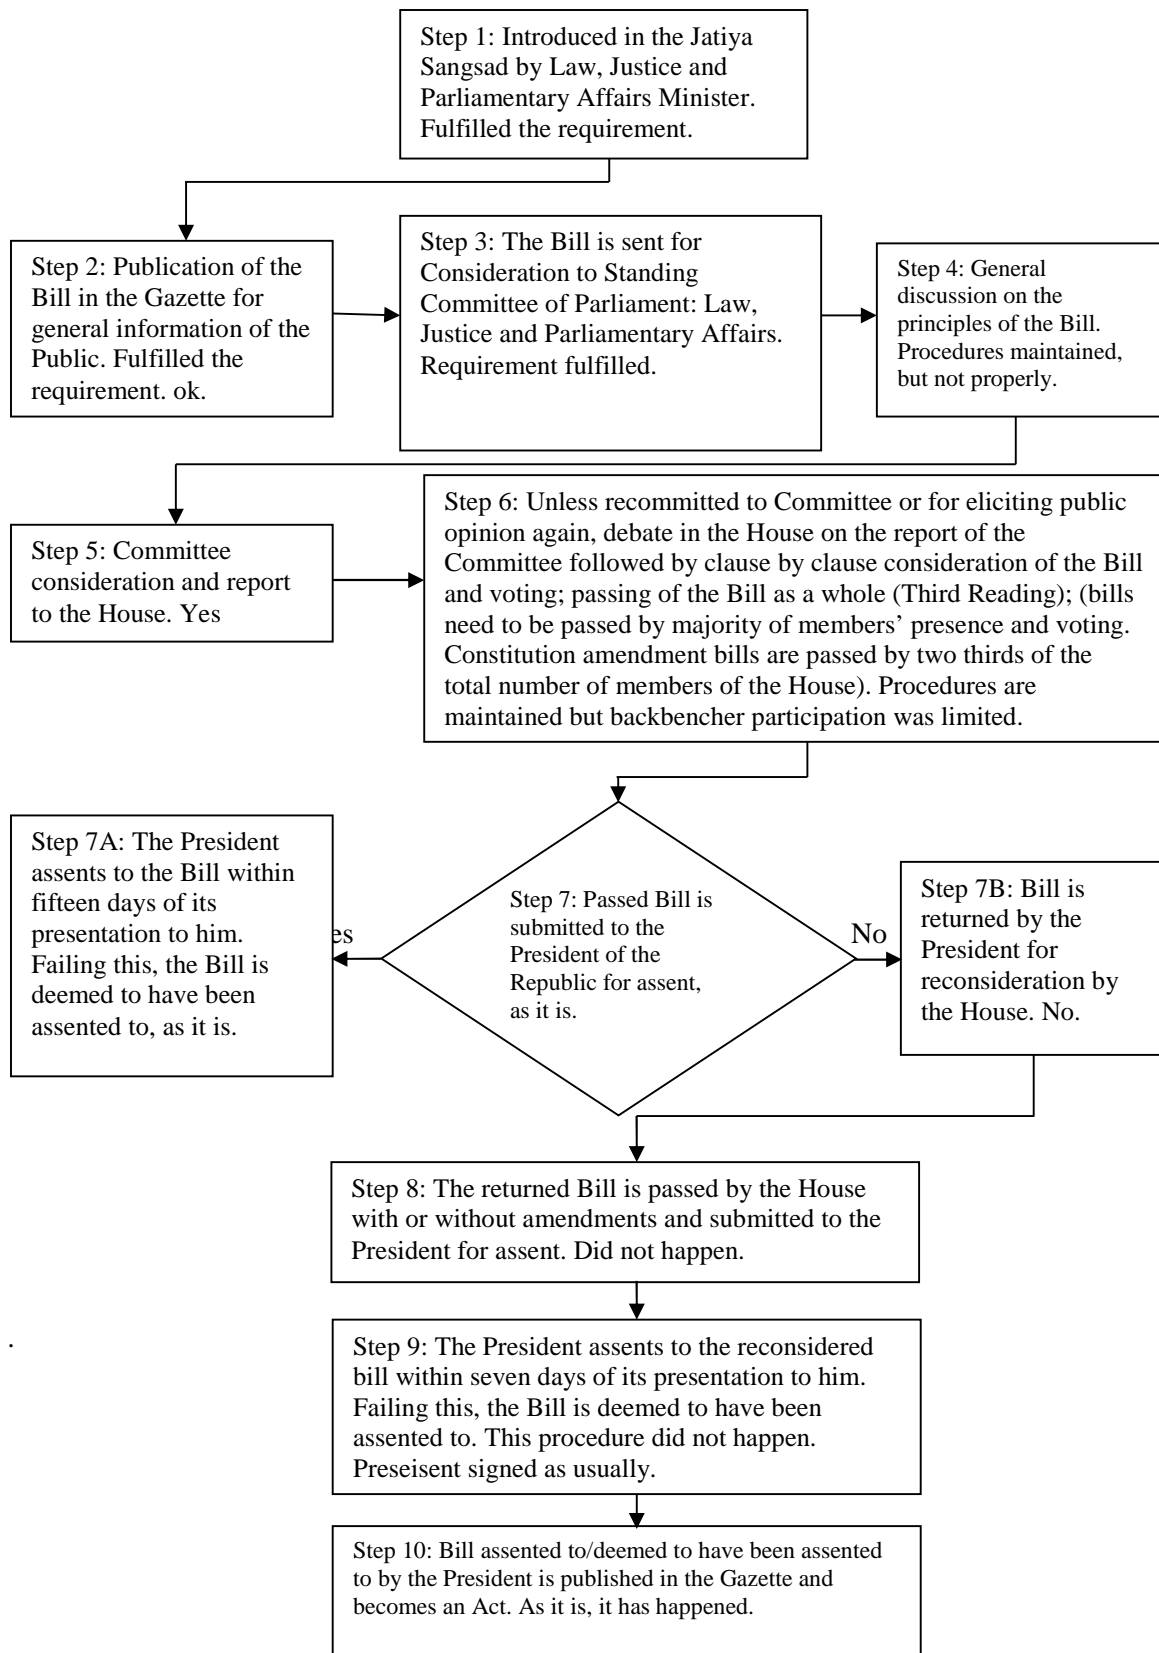 Step 1: Introduced in the Jatiya
Sangsad by Law, Justice and
Parliamentary Affairs Minister.
Fulfilled the requirement.
Step 2: Publication of the
Bill in the Gazette for
general information of the
Public. Fulfilled the
requirement. ok.
Step 3: The Bill is sent for
Consideration to Standing
Committee of Parliament: Law,
Justice and Parliamentary Affairs.
Requirement fulfilled.
Step 4: General
discussion on the
principles of the Bill.
Procedures maintained,
but not properly.
Step 5: Committee
consideration and report
to the House. Yes
Step 6: Unless recommitted to Committee or for eliciting public
opinion again, debate in the House on the report of the
Committee followed by clause by clause consideration of the Bill
and voting; passing of the Bill as a whole (Third Reading); (bills
need to be passed by majority of members’ presence and voting.
Constitution amendment bills are passed by two thirds of the
total number of members of the House). Procedures are
maintained but backbencher participation was limited.
Step 7A: The President
assents to the Bill within
fifteen days of its
presentation to him.
Failing this, the Bill is
deemed to have been
assented to, as it is.
es
Step 7: Passed Bill is
submitted to the
President of the
Republic for assent,
as it is.
No
Step 7B: Bill is
returned by the
President for
reconsideration by
the House. No.
Step 8: The returned Bill is passed by the House
with or without amendments and submitted to the
President for assent. Did not happen.
.
Step 9: The President assents to the reconsidered
bill within seven days of its presentation to him.
Failing this, the Bill is deemed to have been
assented to. This procedure did not happen.
Preseisent signed as usually.
Step 10: Bill assented to/deemed to have been assented
to by the President is published in the Gazette and
becomes an Act. As it is, it has happened.